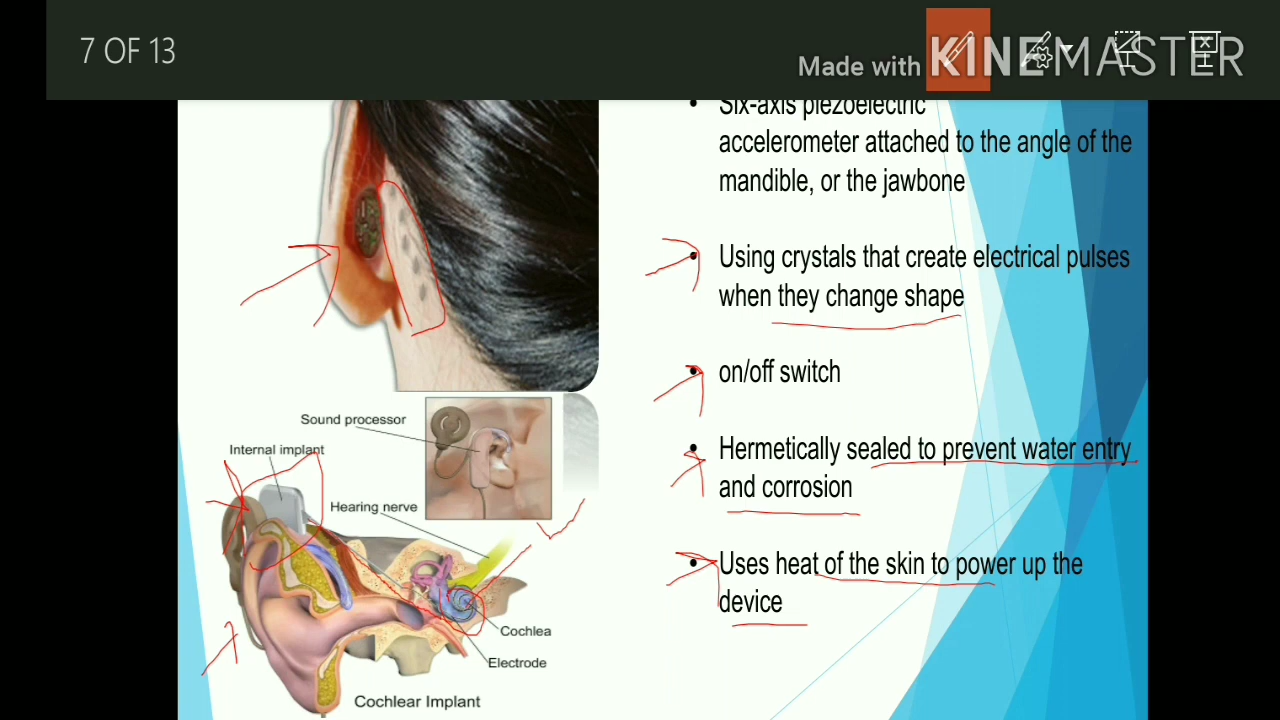 7 OF 13
Made with KINEMASTER
Six-axis piezoelectric
accelerometer attached to the angle of the
mandible, or the jawbone
Using crystals that create electrical pulses
when they change shape
on/off switch
Hermetically sealed to prevent water entry
and corrosion
Uses heat of the skin to power up the
device
Sound processor
Internal implant
Hearing nerve
Cochlea
Electrode
Cochlear Implant